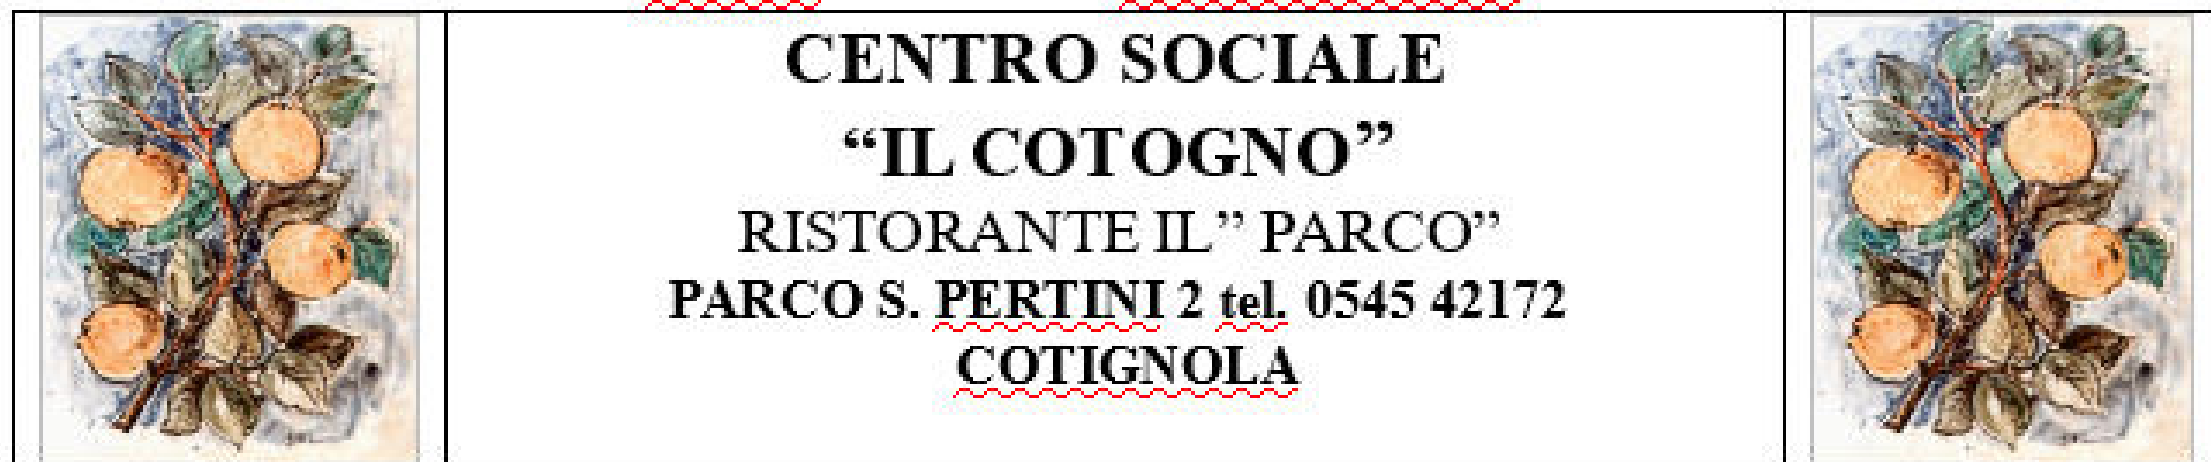 CENTRO SOCIALE
“IL COTOGNO”
RISTORANTE IL” PARCO”
PARCO S. PERTINI 2 tel. 0545 42172
COTIGNOLA